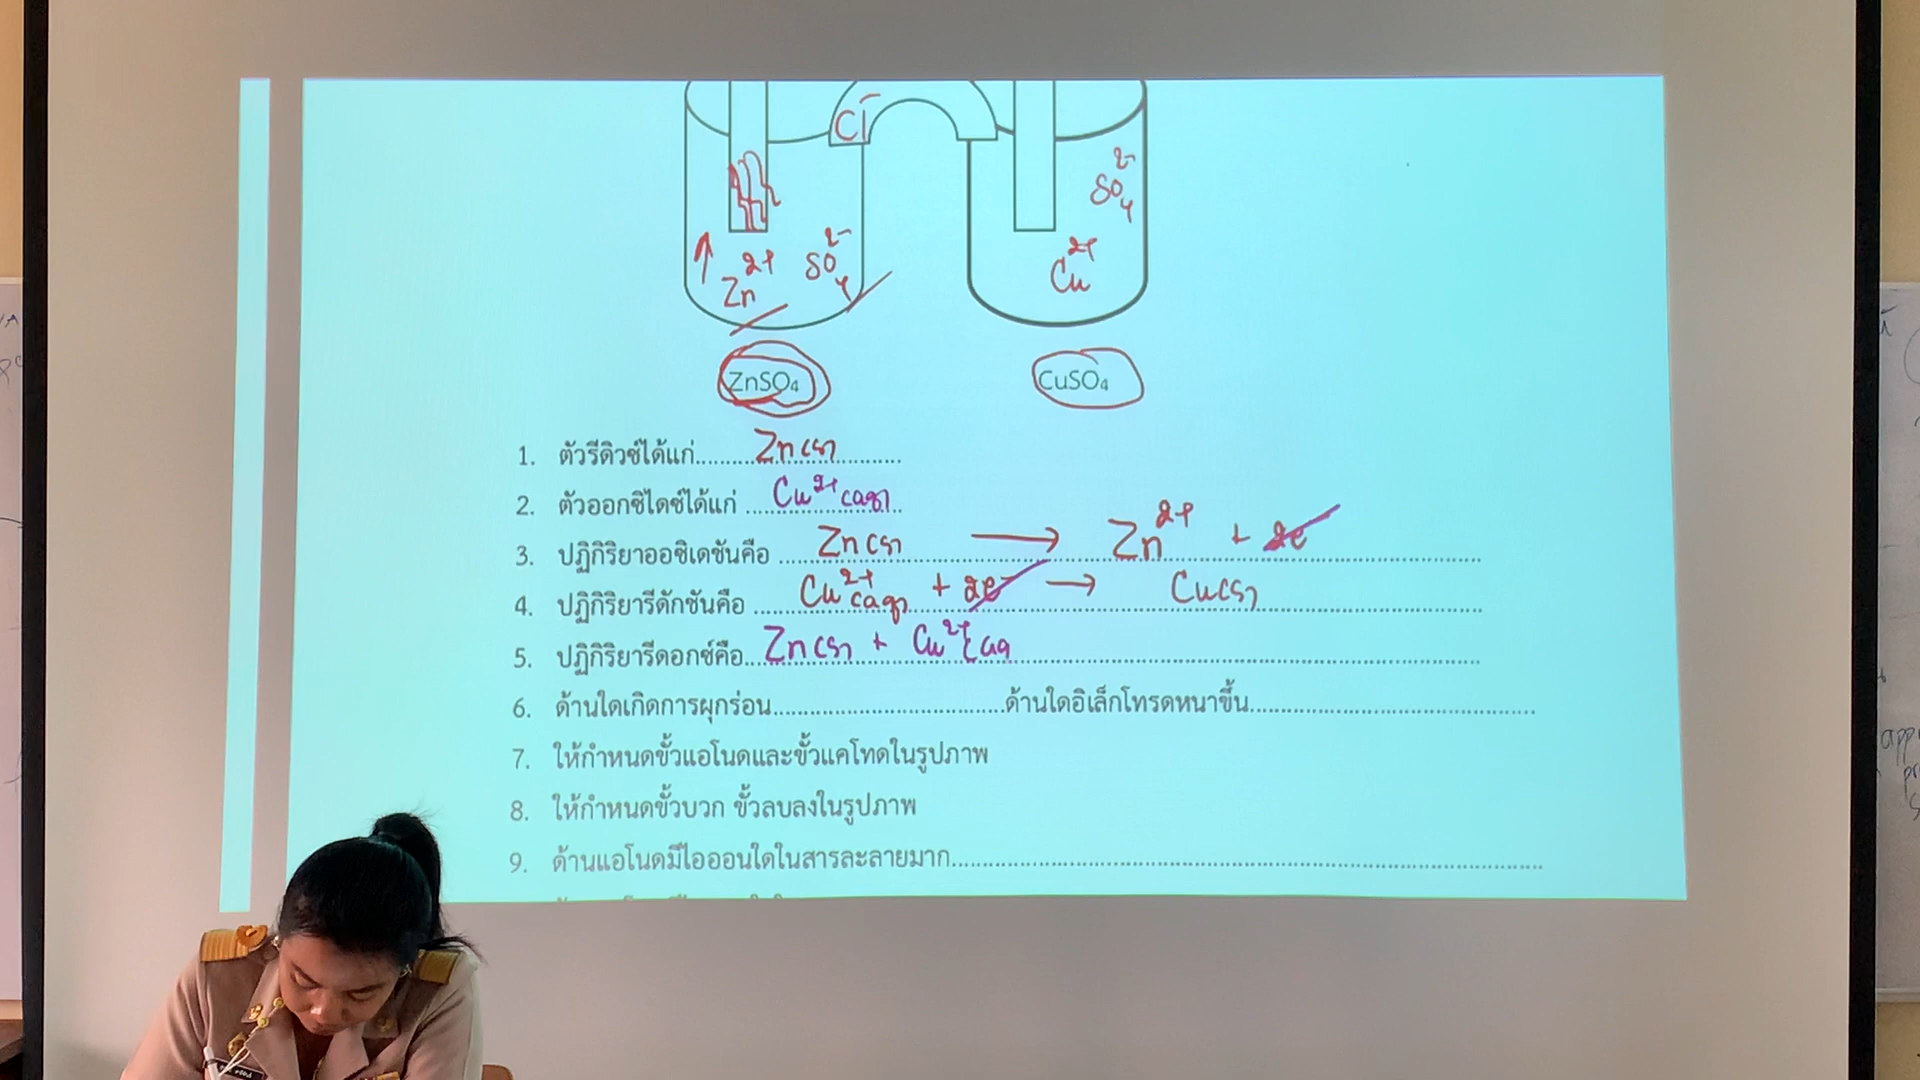 Cl⁻
SO₄²⁻
Zn²⁺ SO₄²⁻
Cu²⁺
ZnSO₄ CuSO₄
1. ตัวรีดิวซ์ได้แก่.........Zn(s)..........
2. ตัวออกซิไดซ์ได้แก่ ....Cu²⁺(aq)....
3. ปฏิกิริยาออซิเดชันคือ Zn(s) → Zn²⁺ + 2e
4. ปฏิกิริยารีดักชันคือ Cu²⁺(aq) + 2e⁻ → Cu(s)
5. ปฏิกิริยารีดอกซ์คือ Zn(s) + Cu²⁺(aq
6. ด้านใดเกิดการผุกร่อน..............................ด้านใดอิเล็กโทรดหนาขึ้น..............................
7. ให้กำหนดขั้วแอโนดและขั้วแคโทดในรูปภาพ
8. ให้กำหนดขั้วบวก ขั้วลบลงในรูปภาพ
9. ด้านแอโนดมีไอออนใดในสารละลายมาก..............................